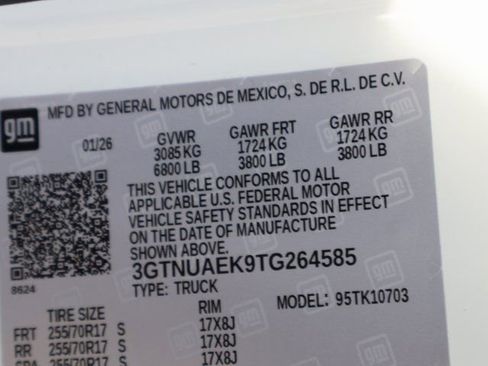 MFD BY GENERAL MOTORS DE MEXICO, S. DE R.L. DE C.V.
gm
01/26 GVWR GAWR FRT GAWR RR
3085 KG 1724 KG 1724 KG
6800 LB 3800 LB 3800 LB
THIS VEHICLE CONFORMS TO ALL
APPLICABLE U.S. FEDERAL MOTOR
VEHICLE SAFETY STANDARDS IN EFFECT
ON THE DATE OF MANUFACTURE
SHOWN ABOVE.
8624
3GTNUAEK9TG264585
TYPE: TRUCK MODEL: 95TK10703
TIRE SIZE RIM
FRT 255/70R17 S 17X8J
RR 255/70R17 S 17X8J
SPA 255/70R17 S 17X8J